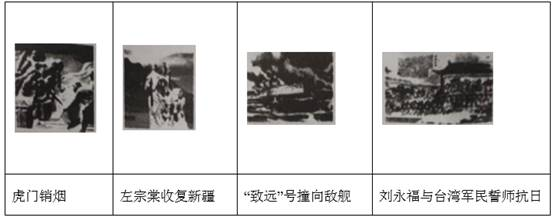 虎门销烟
左宗棠收复新疆
“致远”号撞向敌舰
刘永福与台湾军民誓师抗日